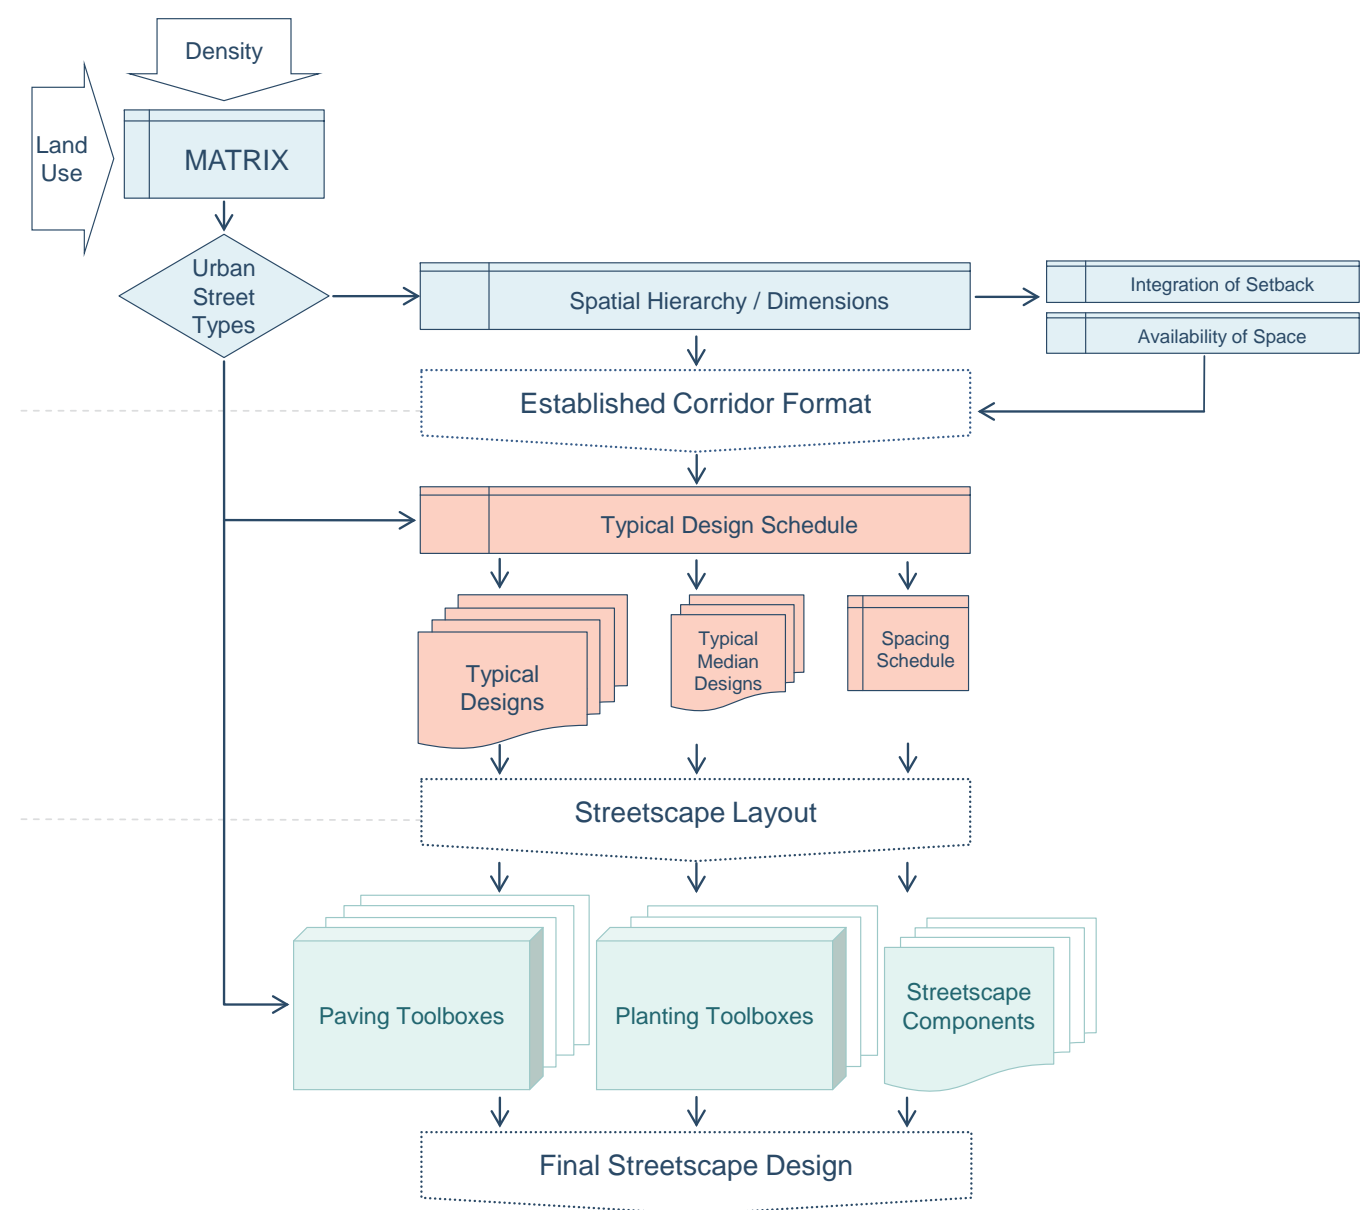 Density
Land
Use
MATRIX
Urban
Street
Types
Spatial Hierarchy / Dimensions
Integration of Setback
Availability of Space
Established Corridor Format
Typical Design Schedule
Typical
Designs
Typical
Median
Designs
Spacing
Schedule
Streetscape Layout
Paving Toolboxes
Planting Toolboxes
Streetscape
Components
Final Streetscape Design